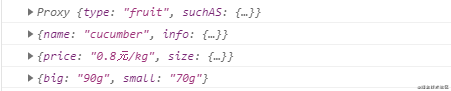 ▶Proxy {type: "fruit", suchAS: {…}}
▶{name: "cucumber", info: {…}}
▶{price: "0.8元/kg", size: {…}}
▶{big: "90g", small: "70g"}